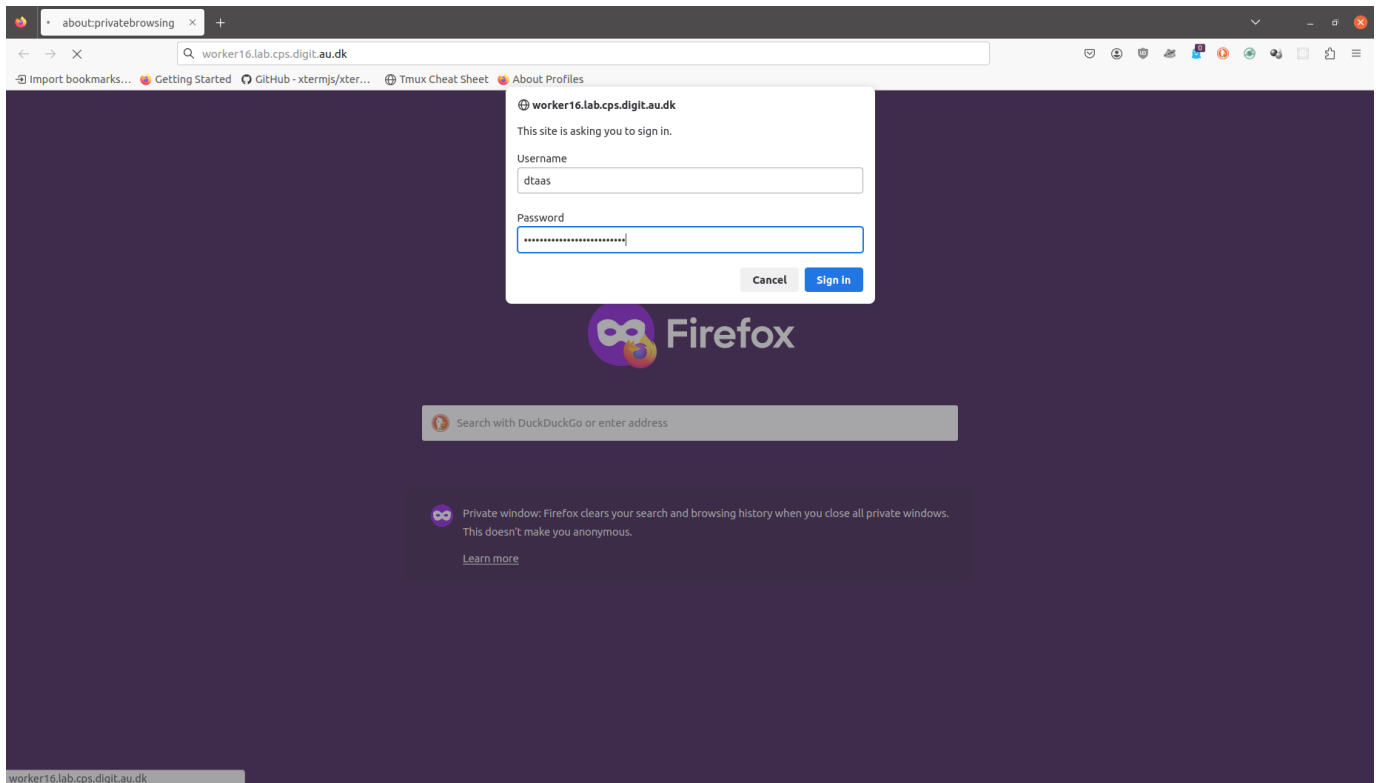 about:privatebrowsing
worker16.lab.cps.digit.au.dk
0
Import bookmarks... Getting Started GitHub - xtermjs/xter... Tmux Cheat Sheet About Profiles
worker16.lab.cps.digit.au.dk
This site is asking you to sign in.
Username
dtaas
Password
••••••••••••••••••••••••••
Cancel Sign in
Firefox
Search with DuckDuckGo or enter address
Private window: Firefox clears your search and browsing history when you close all private windows.
This doesn't make you anonymous.
Learn more
worker16.lab.cps.digit.au.dk